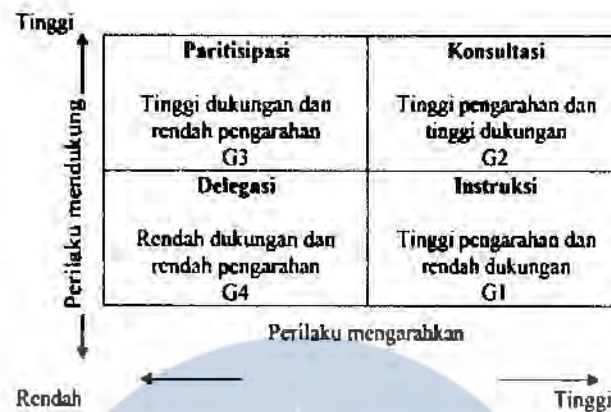 Tinggi
Paritisipasi
Tinggi dukungan dan
rendah pengarahan
G3
Konsultasi
Tinggi pengarahan dan
tinggi dukungan
G2
Delegasi
Rendah dukungan dan
rendah pengarahan
G4
Instruksi
Tinggi pengarahan dan
rendah dukungan
G1
Perilaku mendukung
Perilaku mengarahkan
Rendah
Tinggi